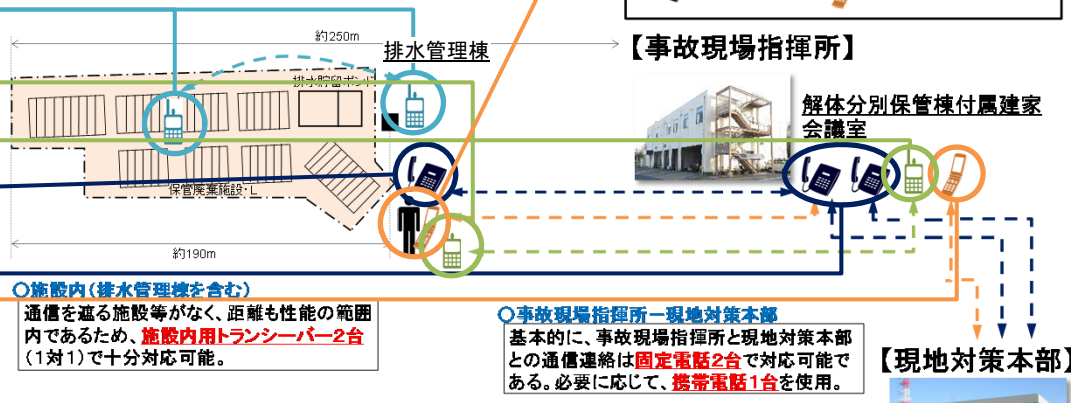 約250m
排水管理棟
【事故現場指揮所】
排水貯留ポンド
解体分別保管棟付属建家
会議室
保管廃棄施設・L
約190m
○施設内(排水管理棟を含む)
通信を遮る施設等がなく、距離も性能の範囲
内であるため、施設内用トランシーバー2台
(1対1)で十分対応可能。
○事故現場指揮所－現地対策本部
基本的に、事故現場指揮所と現地対策本部
との通信連絡は固定電話2台で対応可能で
ある。必要に応じて、携帯電話1台を使用。
【現地対策本部】